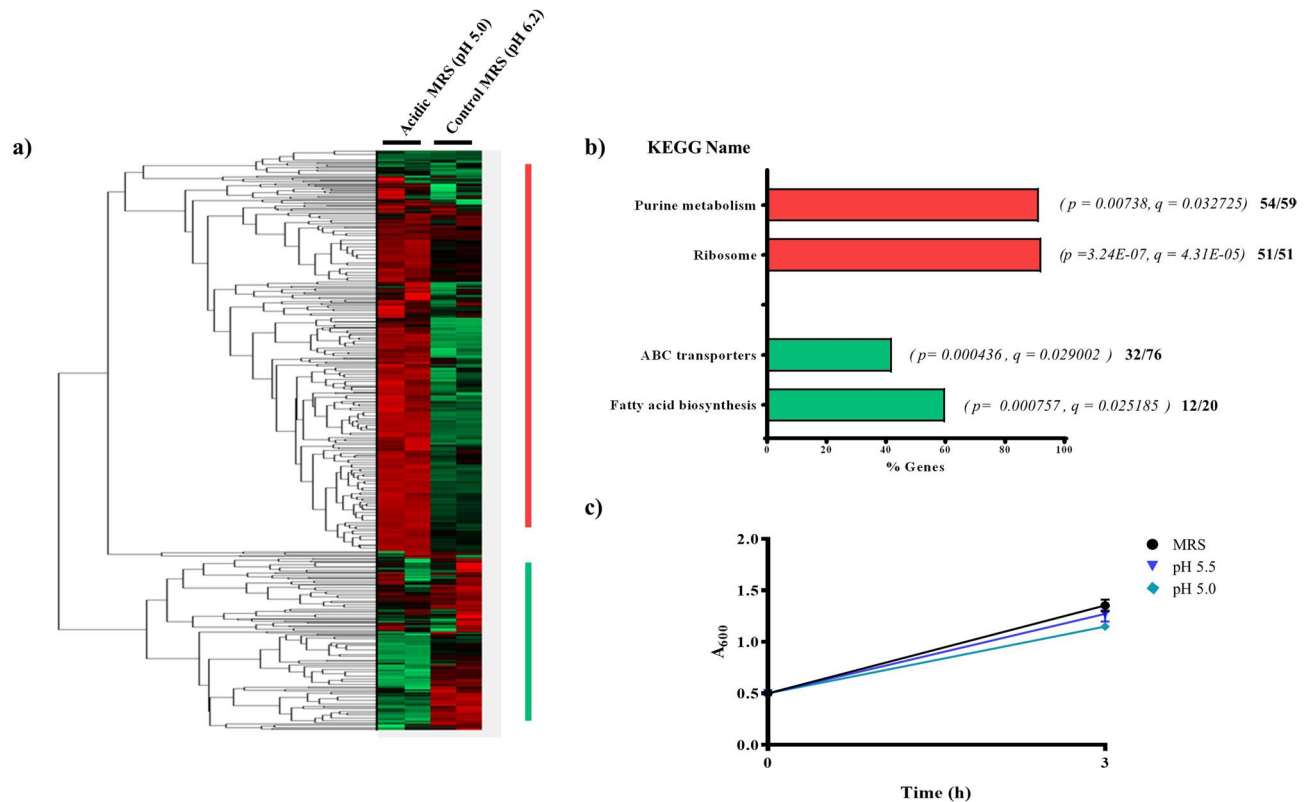 a)
Acidic MRS (pH 5.0)
Control MRS (pH 6.2)
b)
KEGG Name
Purine metabolism
( p = 0.00738, q = 0.032725) 54/59
Ribosome
(p =3.24E-07, q = 4.31E-05) 51/51
ABC transporters
( p= 0.000436 , q = 0.029002 ) 32/76
Fatty acid biosynthesis
( p= 0.000757, q = 0.025185 ) 12/20
0 20 40 60 80 100
% Genes
c)
2.0
1.5
1.0
0.5
0.0
A600
0 3
Time (h)
MRS
pH 5.5
pH 5.0